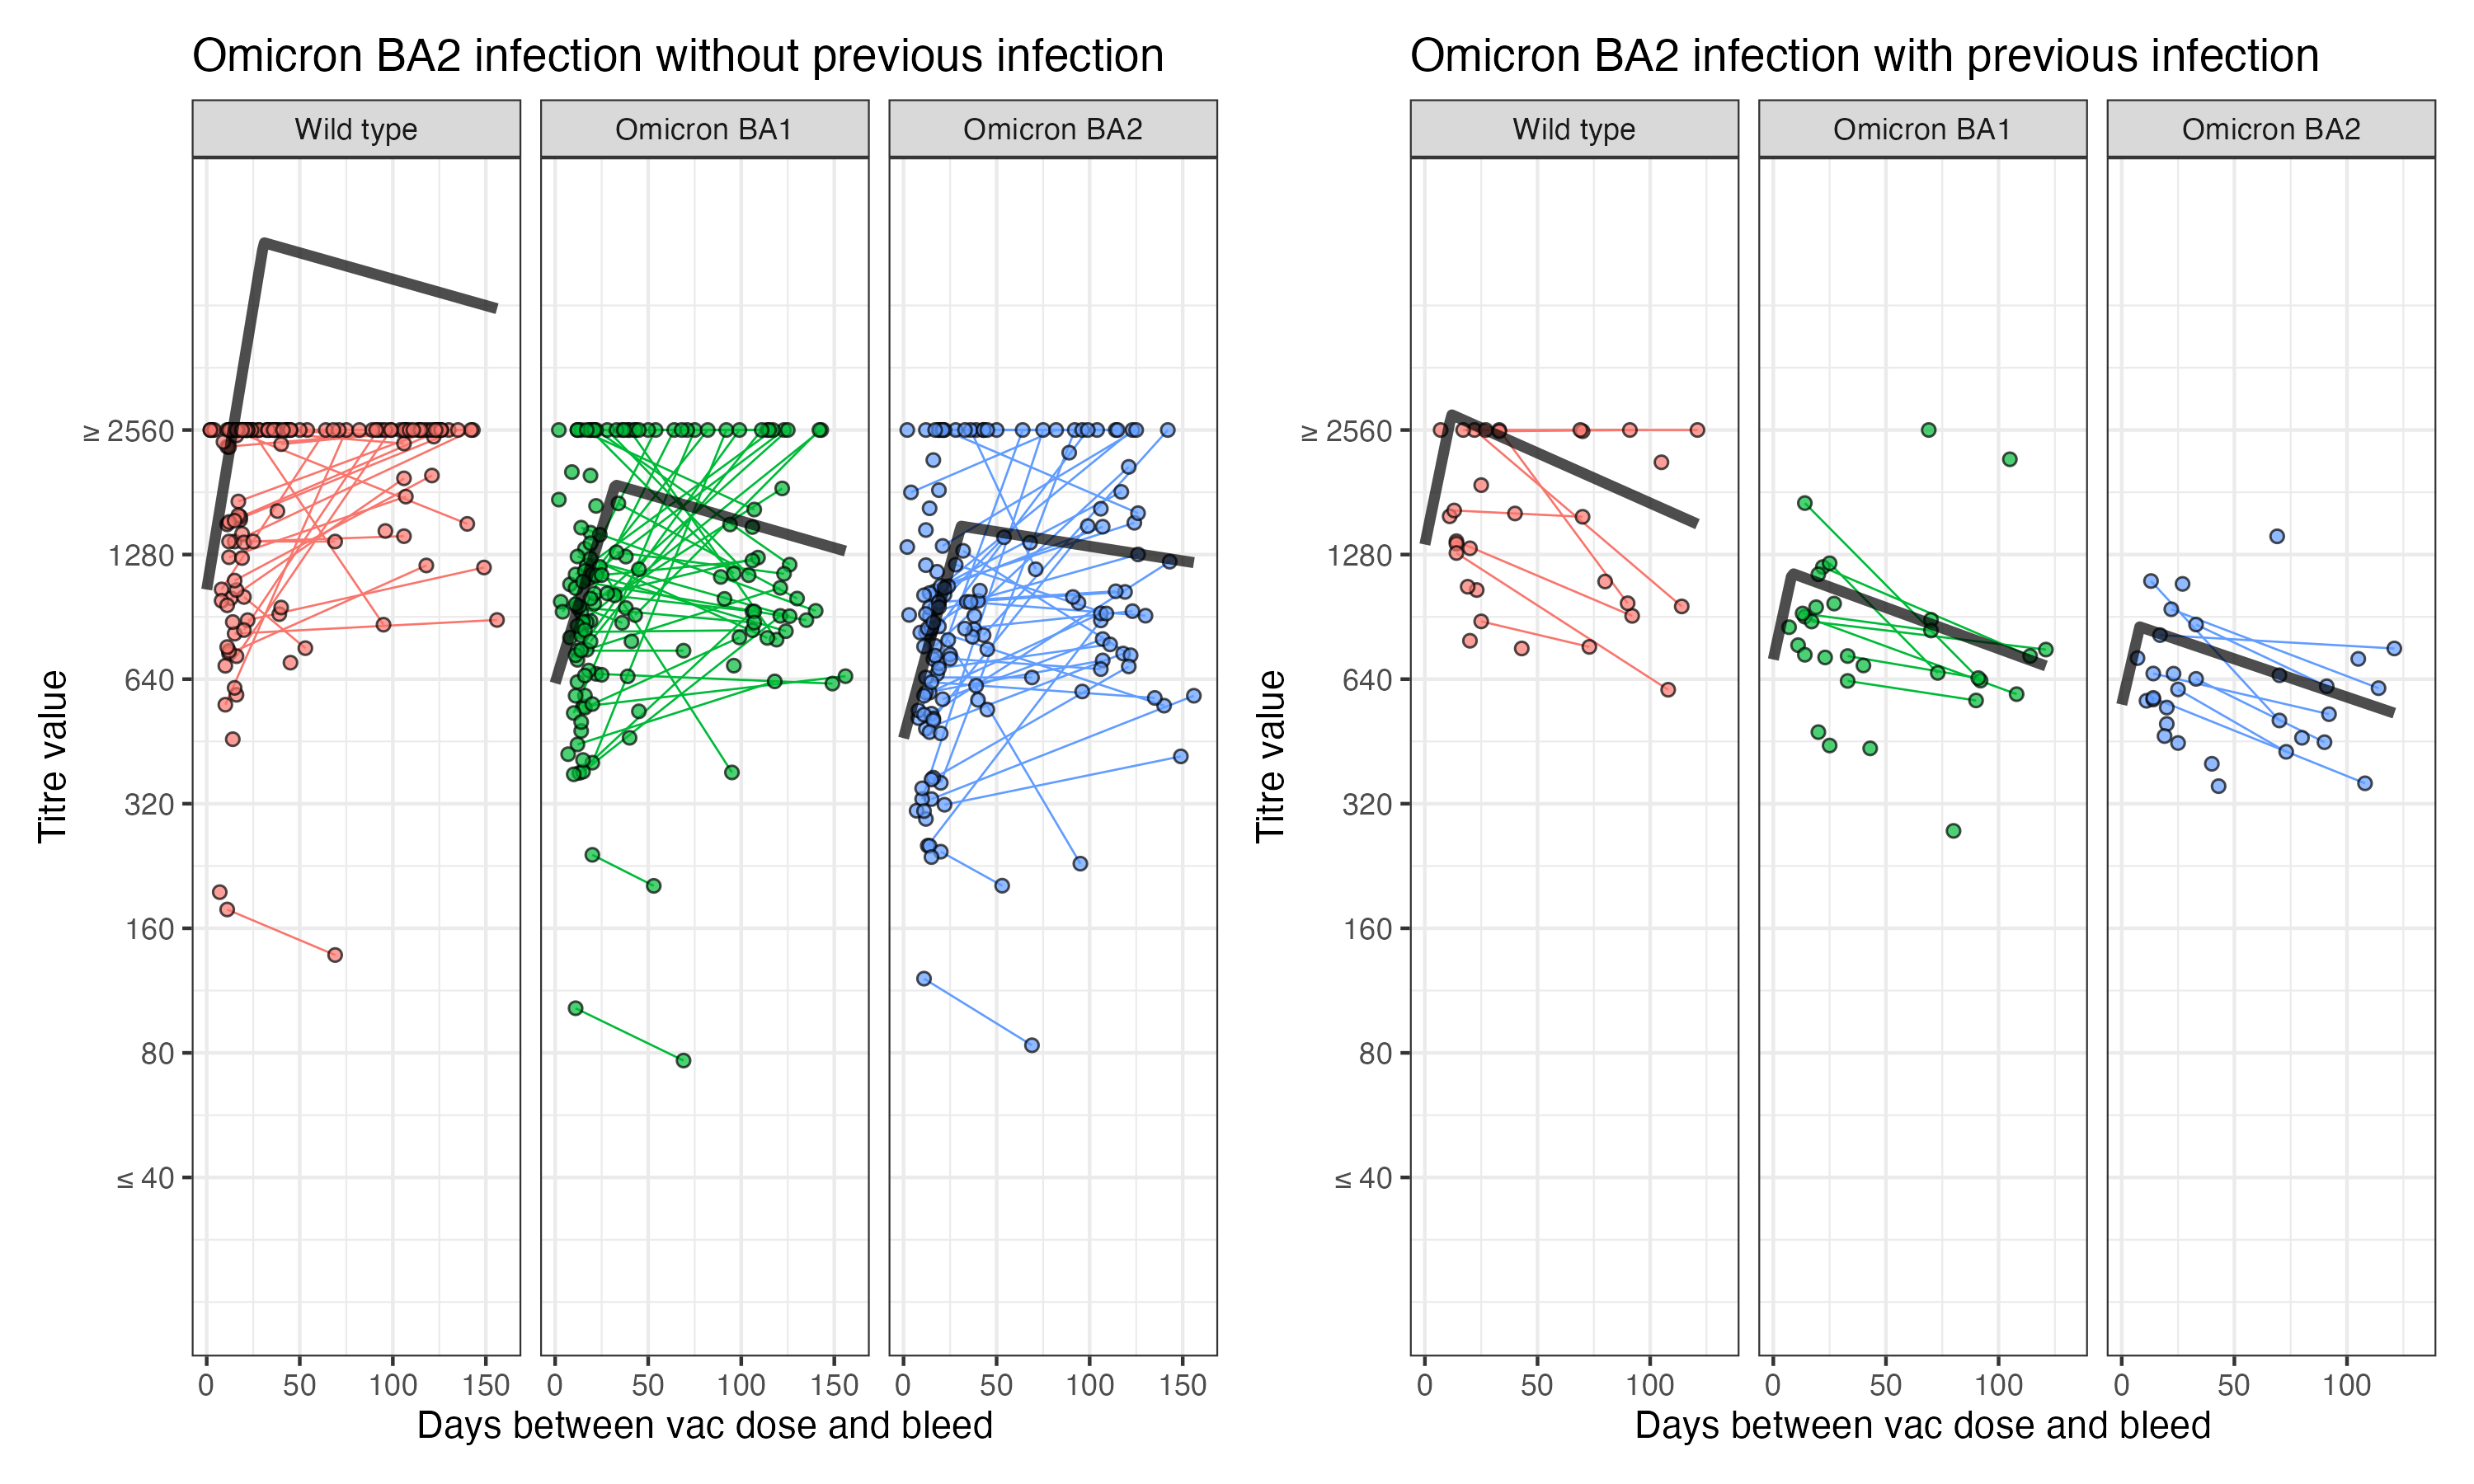 Omicron BA2 infection without previous infection
Wild type
Omicron BA1
Omicron BA2
Titre value
≥ 2560
1280
640
320
160
80
≤ 40
0 50 100 150
0 50 100 150
0 50 100 150
Days between vac dose and bleed
Omicron BA2 infection with previous infection
Wild type
Omicron BA1
Omicron BA2
Titre value
≥ 2560
1280
640
320
160
80
≤ 40
0 50 100
0 50 100
0 50 100
Days between vac dose and bleed